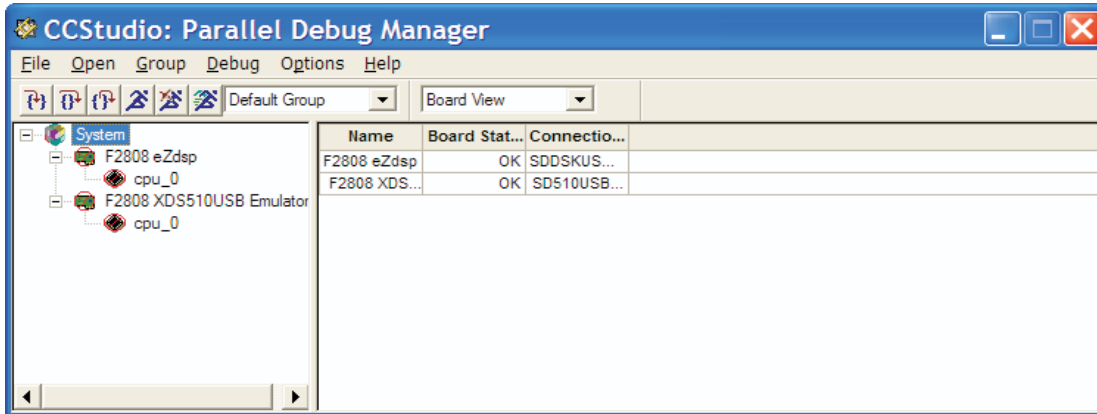 CCStudio: Parallel Debug Manager
File Open Group Debug Options Help
Default Group Board View
System
F2808 eZdsp
cpu_0
F2808 XDS510USB Emulator
cpu_0
Name Board Stat... Connectio...
F2808 eZdsp OK SDDSKUS...
F2808 XDS... OK SD510USB...